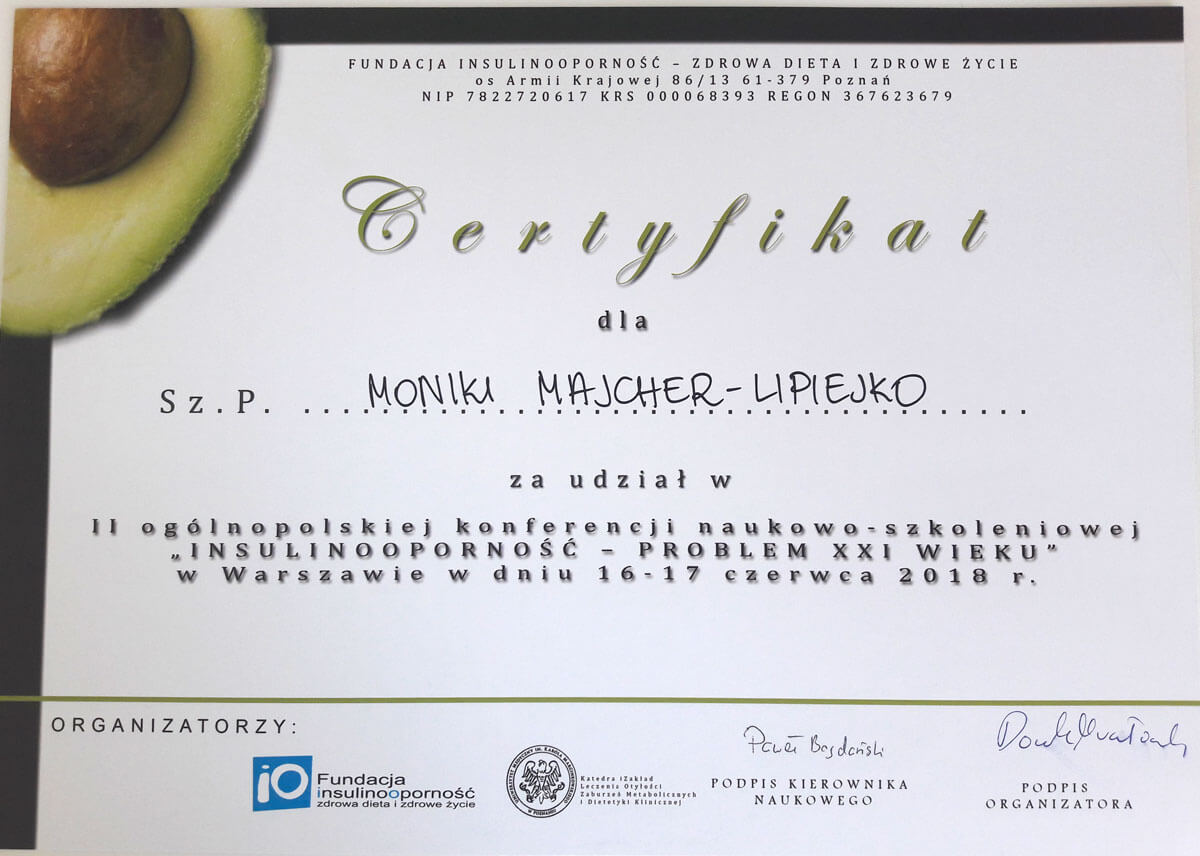 FUNDACJA INSULINOOPORNOŚĆ – ZDROWA DIETA I ZDROWE ŻYCIE
os Armii Krajowej 86/13 61-379 Poznań
NIP 7822720617 KRS 000068393 REGON 367623679
Certyfikat
dla
Sz.P. MONIKI MAJCHER-LIPIEJKO
za udział w
II ogólnopolskiej konferencji naukowo-szkoleniowej
„INSULINOOPORNOŚĆ – PROBLEM XXI WIEKU”
w Warszawie w dniu 16-17 czerwca 2018 r.
ORGANIZATORZY:
iO Fundacja
insulinooporność
zdrowa dieta i zdrowe życie
Katedra iZakład
Leczenia Otyłości
Zaburzeń Metabolicznych
i Dietetyki Klinicznej
Paweł Bogdański
PODPIS KIEROWNIKA
NAUKOWEGO
PODPIS
ORGANIZATORA